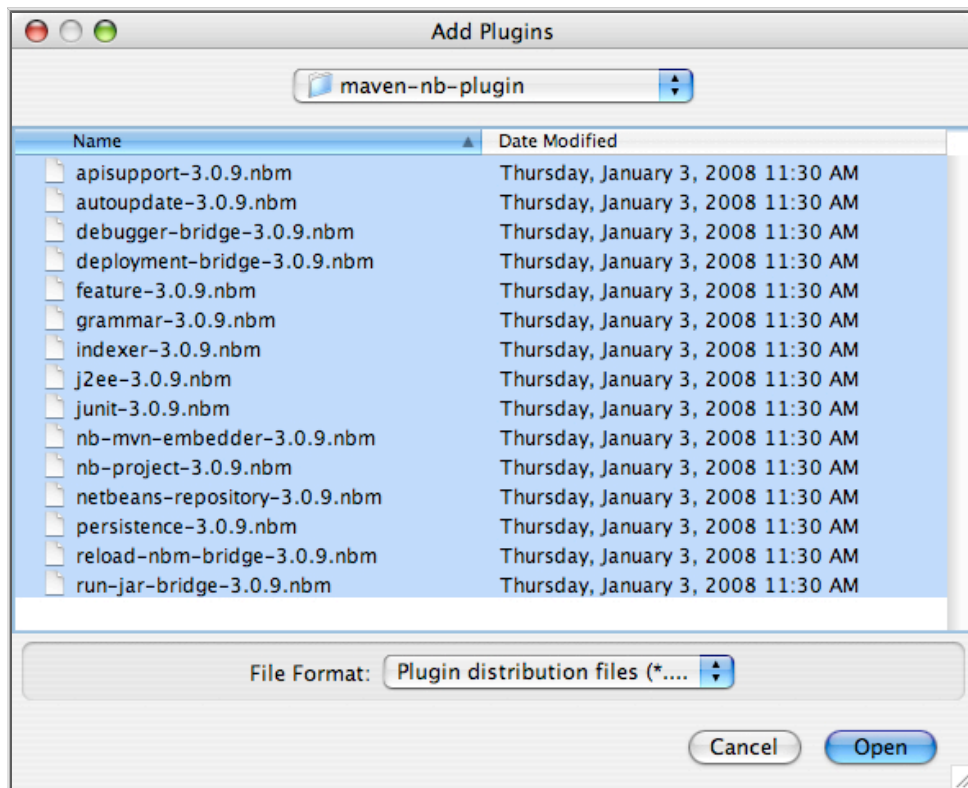 Add Plugins
maven-nb-plugin
Name Date Modified
apisupport-3.0.9.nbm Thursday, January 3, 2008 11:30 AM
autoupdate-3.0.9.nbm Thursday, January 3, 2008 11:30 AM
debugger-bridge-3.0.9.nbm Thursday, January 3, 2008 11:30 AM
deployment-bridge-3.0.9.nbm Thursday, January 3, 2008 11:30 AM
feature-3.0.9.nbm Thursday, January 3, 2008 11:30 AM
grammar-3.0.9.nbm Thursday, January 3, 2008 11:30 AM
indexer-3.0.9.nbm Thursday, January 3, 2008 11:30 AM
j2ee-3.0.9.nbm Thursday, January 3, 2008 11:30 AM
junit-3.0.9.nbm Thursday, January 3, 2008 11:30 AM
nb-mvn-embedder-3.0.9.nbm Thursday, January 3, 2008 11:30 AM
nb-project-3.0.9.nbm Thursday, January 3, 2008 11:30 AM
netbeans-repository-3.0.9.nbm Thursday, January 3, 2008 11:30 AM
persistence-3.0.9.nbm Thursday, January 3, 2008 11:30 AM
reload-nbm-bridge-3.0.9.nbm Thursday, January 3, 2008 11:30 AM
run-jar-bridge-3.0.9.nbm Thursday, January 3, 2008 11:30 AM
File Format: Plugin distribution files (*....
Cancel Open